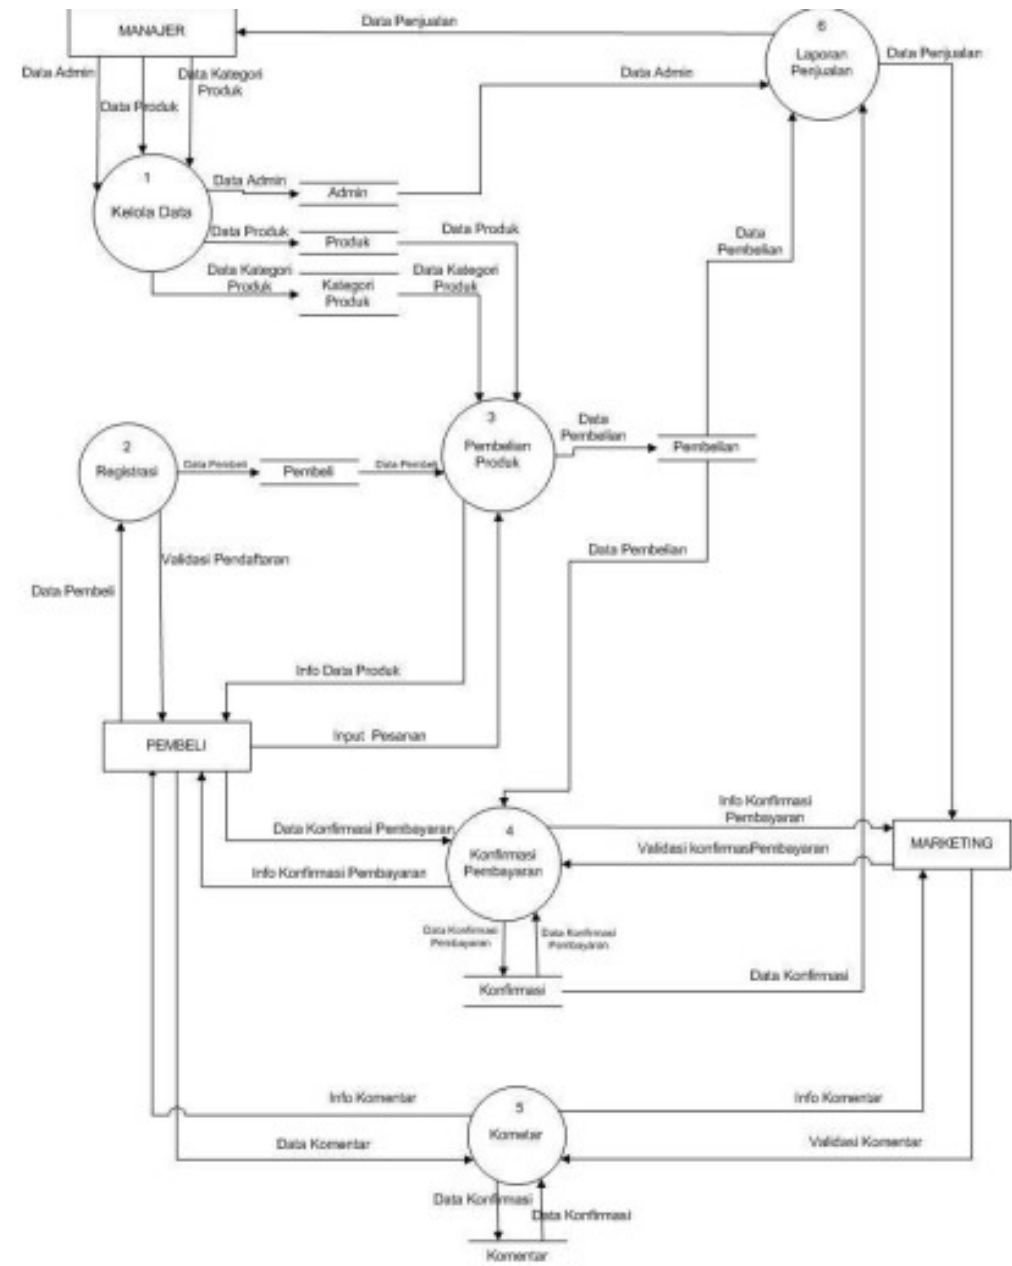 MANAJER
Data Penjualan
6
Laporan
Penjualan
Data Penjualan
Data Admin
Data Produk
Data Kategori
Produk
Data Admin
1
Kelola Data
Data Admin
Admin
Data Produk
Produk
Data Produk
Data Kategori
Produk
Kategori
Produk
Data Kategori
Produk
Data
Pembelian
3
Pembelian
Produk
Data
Pembelian
Pembelian
2
Registrasi
Data Pembeli
Pembeli
Data Pembeli
Validasi Pendaftaran
Data Pembeli
Data Pembelian
Info Data Produk
PEMBELI
Input Pesanan
Data Konfirmasi Pembayaran
Info Konfirmasi Pembayaran
4
Konfirmasi
Pembayaran
Info Konfirmasi
Pembayaran
Validasi konfirmasiPembayaran
MARKETING
Data Konfirmasi
Pembayaran
Data Konfirmasi
Pembayaran
Konfirmasi
Data Konfirmasi
Info Komentar
Data Komentar
5
Kometar
Info Komentar
Validasi Komentar
Data Konfirmasi
Data Konfirmasi
Komentar